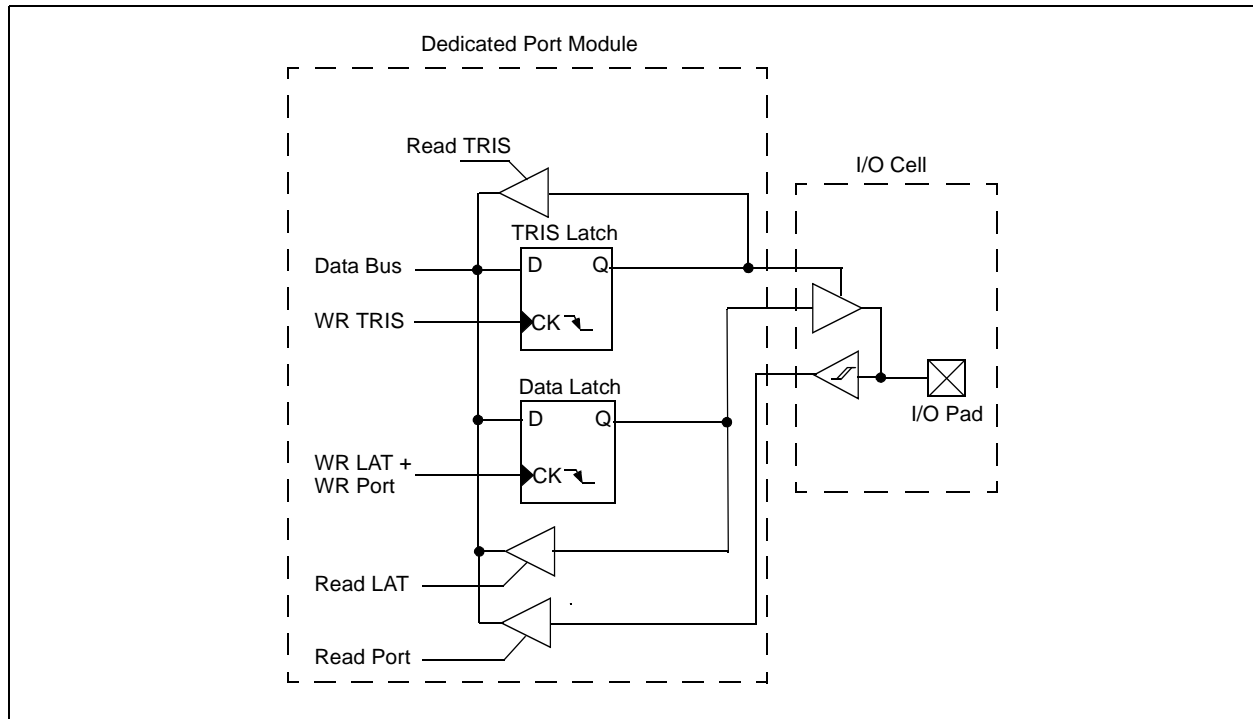 Dedicated Port Module
Read TRIS
I/O Cell
TRIS Latch
Data Bus
D
Q
WR TRIS
CK
Data Latch
I/O Pad
D
Q
WR LAT +
WR Port
CK
Read LAT
Read Port